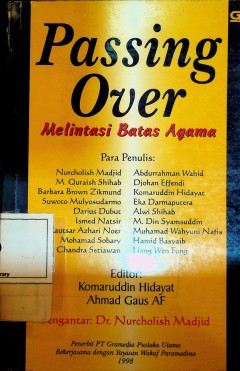 Passing
Over
Melintasi Batas Agama
Para Penulis:
Nurcholish Madjid
Abdurrahman Wahid
M. Quraish Shihab
Djohan Effendi
Barbara Brown Zikmund
Komaruddin Hidayat
Suwoto Mulyosudarmo
Eka Darmaputera
Darius Dubut
Alwi Shihab
Ismed Natsir
M. Din Syamsuddin
Kautsar Azhari Noer
Muhamad Wahyuni Nafis
Mohamad Sobary
Hamid Basyaib
Chandra Setiawan
Liang Wen Fung
Editor:
Komaruddin Hidayat
Ahmad Gaus AF
Pengantar: Dr. Nurcholish Madjid
Penerbit PT Gramedia Pustaka Utama
Bekerjasama dengan Yayasan Wakaf Paramadina
1998